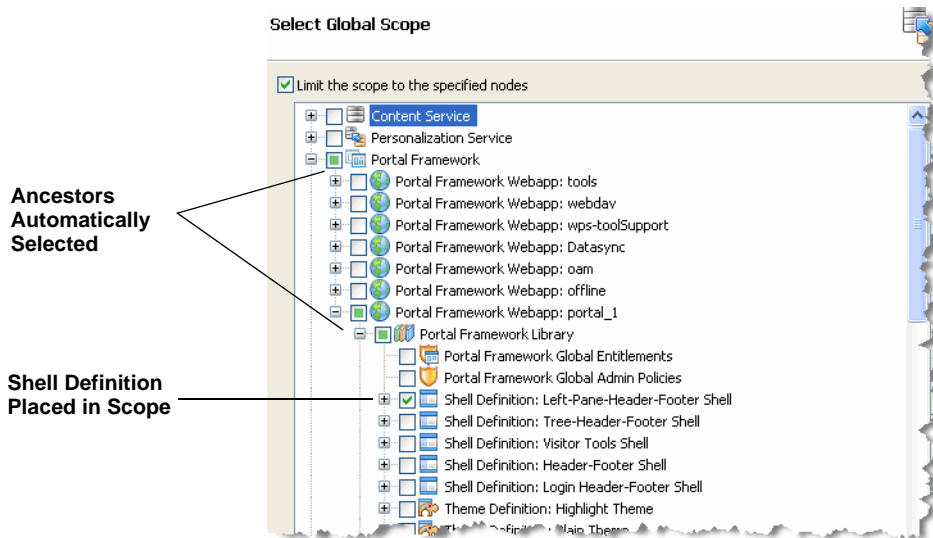 Select Global Scope
Limit the scope to the specified nodes
Content Service
Personalization Service
Portal Framework
Portal Framework Webapp: tools
Portal Framework Webapp: webdav
Portal Framework Webapp: wps-toolSupport
Portal Framework Webapp: Datasync
Portal Framework Webapp: oam
Portal Framework Webapp: offline
Portal Framework Webapp: portal_1
Portal Framework Library
Portal Framework Global Entitlements
Portal Framework Global Admin Policies
Shell Definition: Left-Pane-Header-Footer Shell
Shell Definition: Tree-Header-Footer Shell
Shell Definition: Visitor Tools Shell
Shell Definition: Header-Footer Shell
Shell Definition: Login Header-Footer Shell
Theme Definition: Highlight Theme
Ancestors
Automatically
Selected
Shell Definition
Placed in Scope